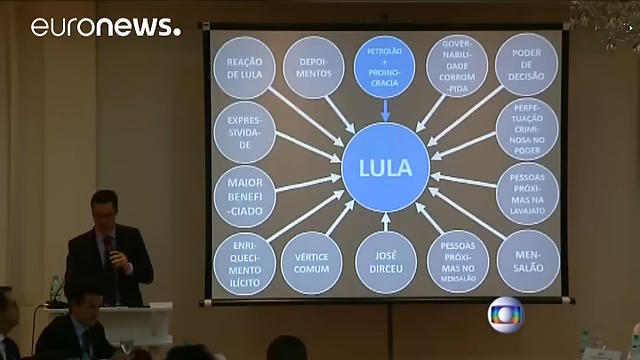 euronews.
REAÇÃO
DE LULA
DEPOI-
MENTOS
PETROLÃO
+
PROPINO-
CRACIA
GOVER-
NABILI-
DADE
CORROM
-PIDA
PODER
DE
DECISÃO
EXPRES-
SIVIDA-
DE
PERPE-
TUAÇÃO
CRIMI-
NOSA NO
PODER
LULA
MAIOR
BENEFI
-CIADO
PESSOAS
PRÓXI-
MAS NA
LAVAJATO
ENRI-
QUECI-
MENTO
ILÍCITO
VÉRTICE
COMUM
JOSÉ
DIRCEU
PESSOAS
PRÓXI-
MAS NO
MENSALÃO
MEN-
SALÃO